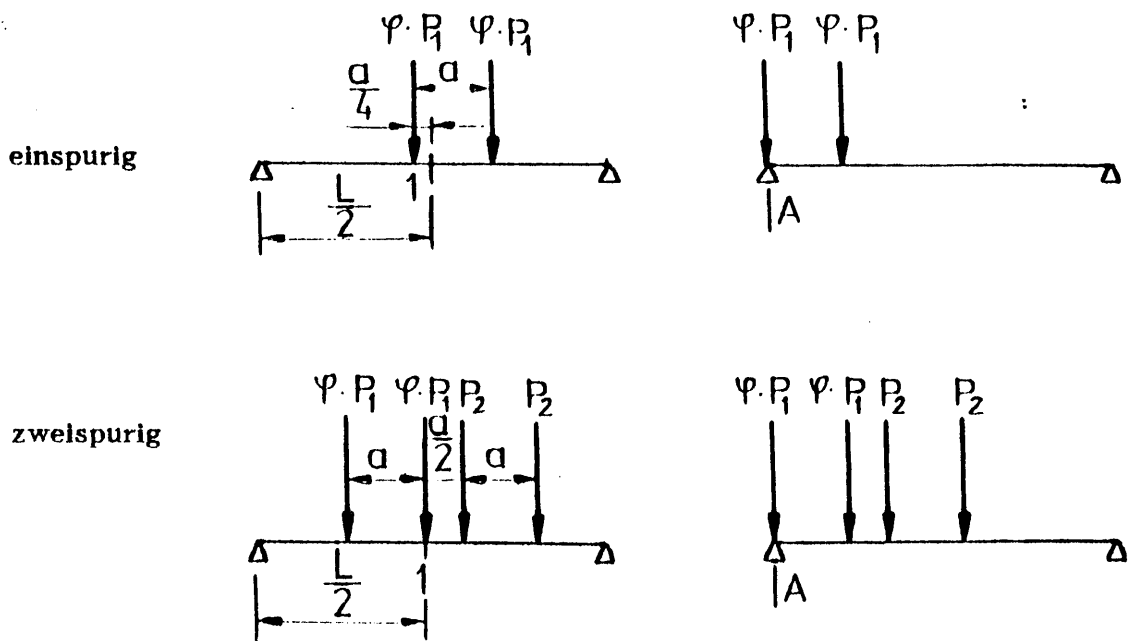 φ·P₁ φ·P₁
a/4 a
einspurig
1
L/2
φ·P₁ φ·P₁
A
φ·P₁ φ·P₁ P₂ P₂
zweispurig
a a/2 a
1
L/2
φ·P₁ φ·P₁ P₂ P₂
A